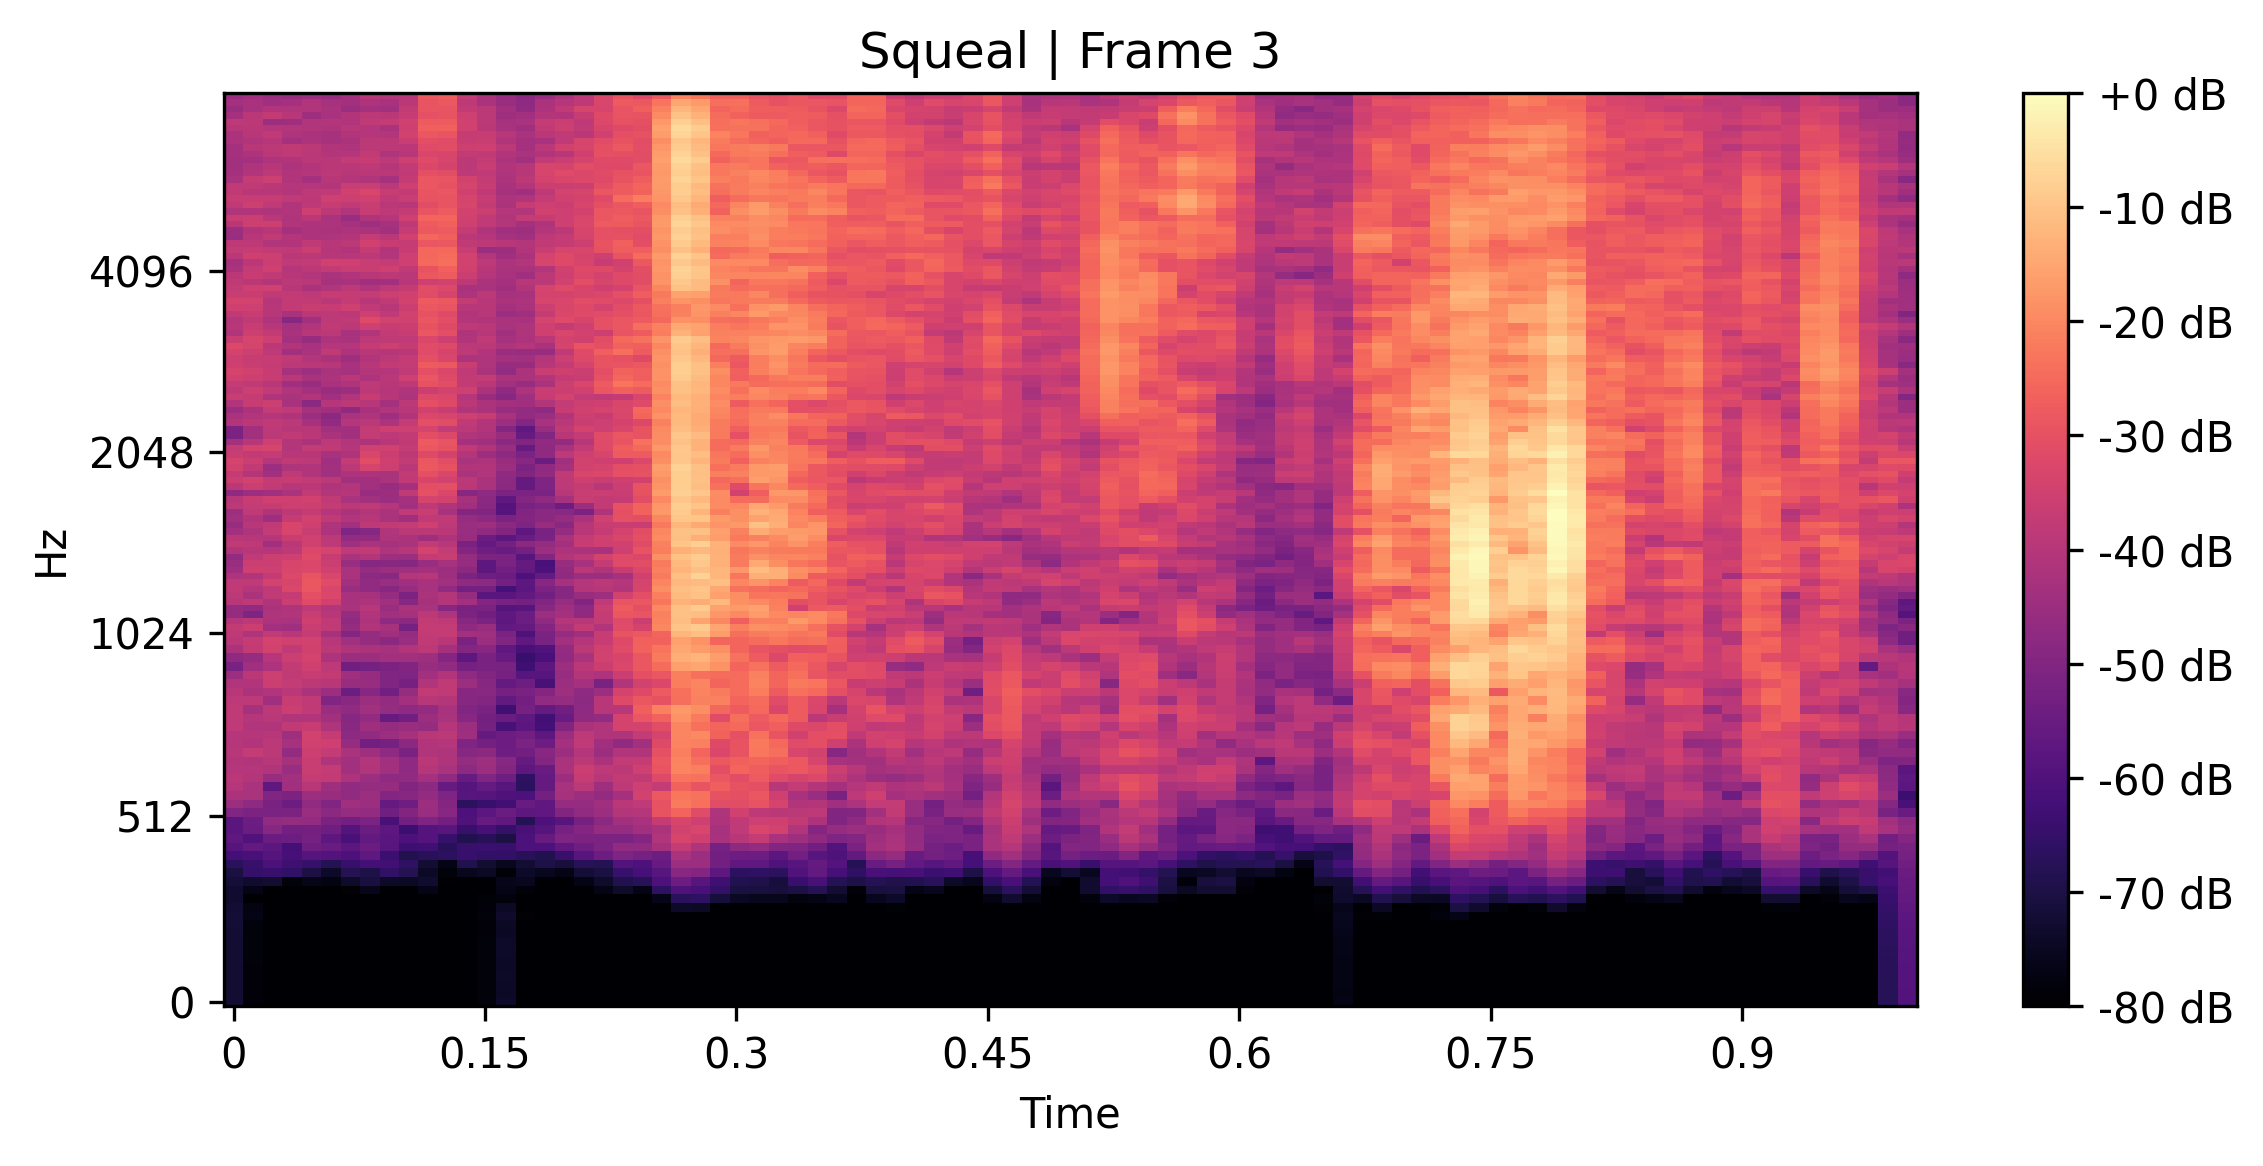 Squeal | Frame 3
Hz
4096
2048
1024
512
0
0 0.15 0.3 0.45 0.6 0.75 0.9
Time
+0 dB
-10 dB
-20 dB
-30 dB
-40 dB
-50 dB
-60 dB
-70 dB
-80 dB